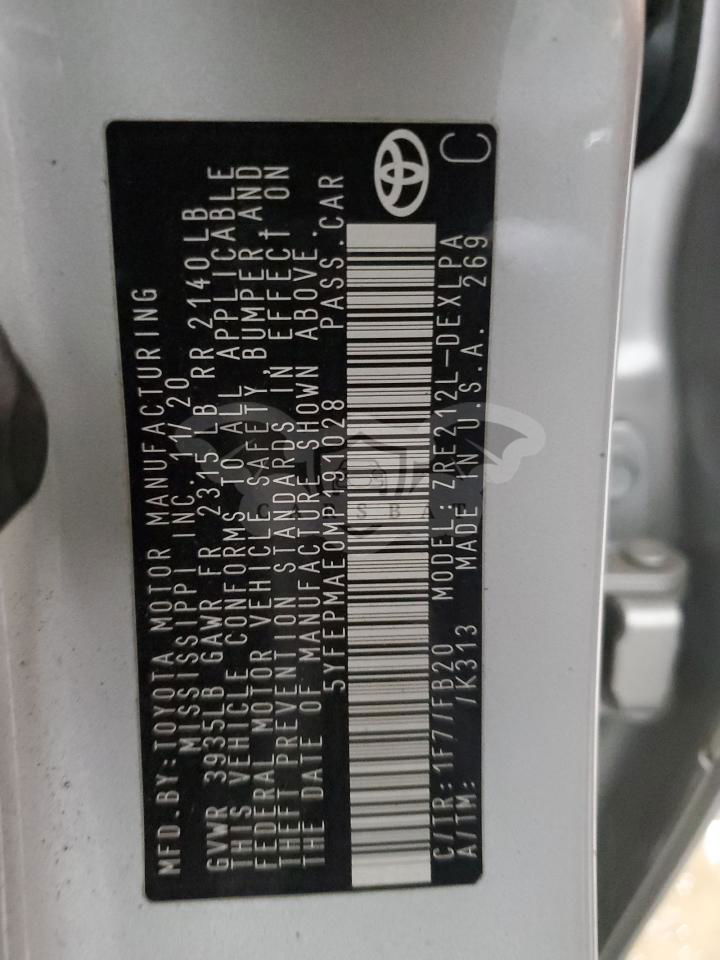 MFD.BY:TOYOTA MOTOR MANUFACTURING
MISSISSIPPI INC. 11/20
GVWR 3935LB GAWR FR 2315LB RR 2140LB
THIS VEHICLE CONFORMS TO ALL APPLICABLE
FEDERAL MOTOR VEHICLE SAFETY,BUMPER,AND
THEFT PREVENTION STANDARDS IN EFFECT ON
THE DATE OF MANUFACTURE SHOWN ABOVE.
5YFEPMAE0MP191028 PASS.CAR
C/TR:1F7/FB20 MODEL:ZRE212L-DEXLPA
A/TM: /K313 MADE IN U.S.A. 269
C